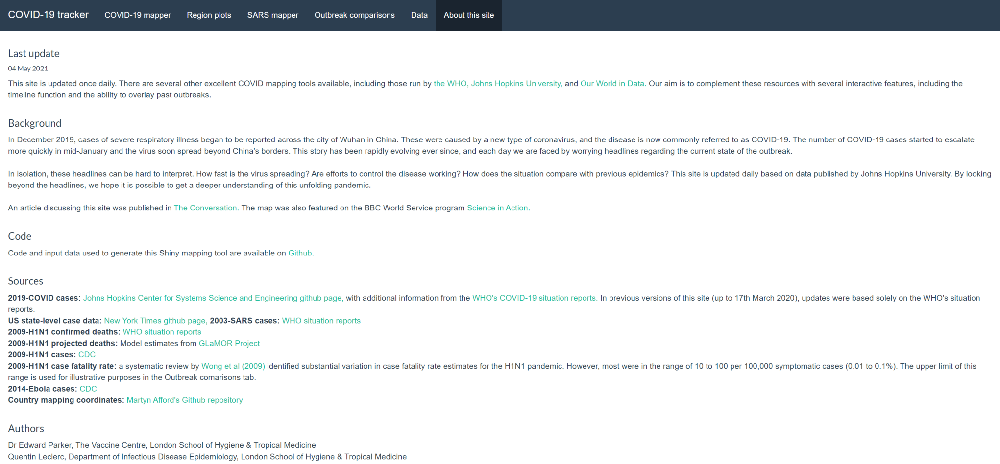 COVID-19 tracker COVID-19 mapper Region plots SARS mapper Outbreak comparisons Data About this site
Last update
04 May 2021
This site is updated once daily. There are several other excellent COVID mapping tools available, including those run by the WHO, Johns Hopkins University, and Our World in Data. Our aim is to complement these resources with several interactive features, including the
timeline function and the ability to overlay past outbreaks.
Background
In December 2019, cases of severe respiratory illness began to be reported across the city of Wuhan in China. These were caused by a new type of coronavirus, and the disease is now commonly referred to as COVID-19. The number of COVID-19 cases started to escalate
more quickly in mid-January and the virus soon spread beyond China's borders. This story has been rapidly evolving ever since, and each day we are faced by worrying headlines regarding the current state of the outbreak.
In isolation, these headlines can be hard to interpret. How fast is the virus spreading? Are efforts to control the disease working? How does the situation compare with previous epidemics? This site is updated daily based on data published by Johns Hopkins University. By looking
beyond the headlines, we hope it is possible to get a deeper understanding of this unfolding pandemic.
An article discussing this site was published in The Conversation. The map was also featured on the BBC World Service program Science in Action.
Code
Code and input data used to generate this Shiny mapping tool are available on Github.
Sources
2019-COVID cases: Johns Hopkins Center for Systems Science and Engineering github page, with additional information from the WHO's COVID-19 situation reports. In previous versions of this site (up to 17th March 2020), updates were based solely on the WHO's situation
reports.
US state-level case data: New York Times github page, 2003-SARS cases: WHO situation reports
2009-H1N1 confirmed deaths: WHO situation reports
2009-H1N1 projected deaths: Model estimates from GLaMOR Project
2009-H1N1 cases: CDC
2009-H1N1 case fatality rate: a systematic review by Wong et al (2009) identified substantial variation in case fatality rate estimates for the H1N1 pandemic. However, most were in the range of 10 to 100 per 100,000 symptomatic cases (0.01 to 0.1%). The upper limit of this
range is used for illustrative purposes in the Outbreak comarisons tab.
2014-Ebola cases: CDC
Country mapping coordinates: Martyn Afford's Github repository
Authors
Dr Edward Parker, The Vaccine Centre, London School of Hygiene & Tropical Medicine
Quentin Leclerc, Department of Infectious Disease Epidemiology, London School of Hygiene & Tropical Medicine